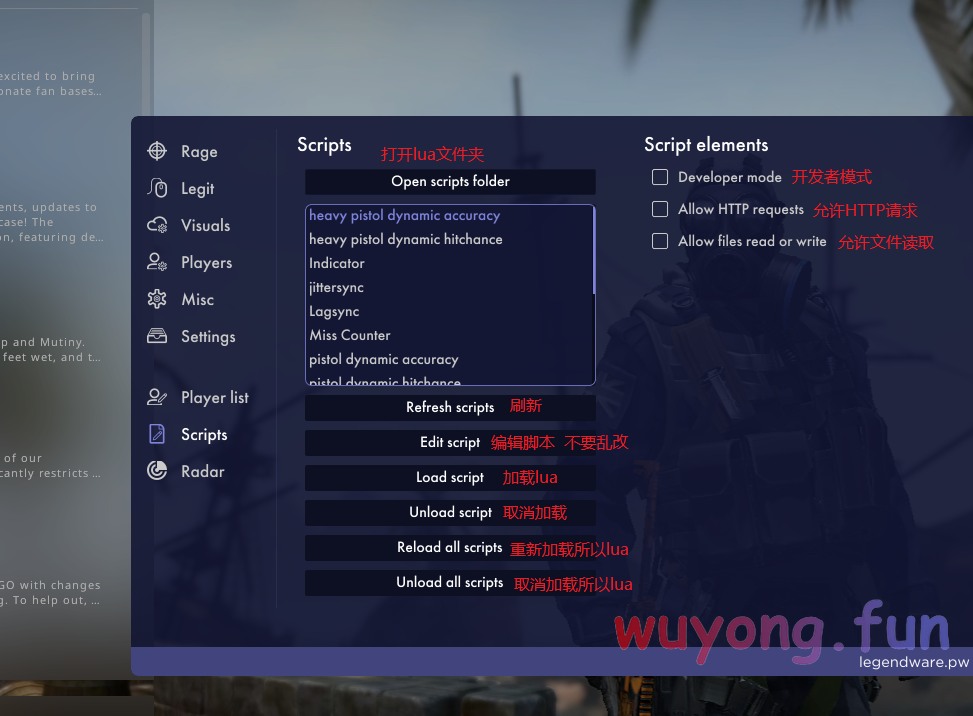 excited to bring
onate fan bases...
ents, updates to
case! The
on, featuring de...
p and Mutiny.
feet wet, and t...
of our
cantly restricts ...
GO with changes
g. To help out, ...
Rage
Legit
Visuals
Players
Misc
Settings
Player list
Scripts
Radar
Scripts
打开lua文件夹
Open scripts folder
heavy pistol dynamic accuracy
heavy pistol dynamic hitchance
Indicator
jittersync
Lagsync
Miss Counter
pistol dynamic accuracy
pistol dynamic hitchance
Refresh scripts 刷新
Edit script 编辑脚本 不要乱改
Load script 加载lua
Unload script 取消加载
Reload all scripts 重新加载所以lua
Unload all scripts 取消加载所以lua
Script elements
Developer mode 开发者模式
Allow HTTP requests 允许HTTP请求
Allow files read or write 允许文件读取
wuyong.fun
legendware.pw